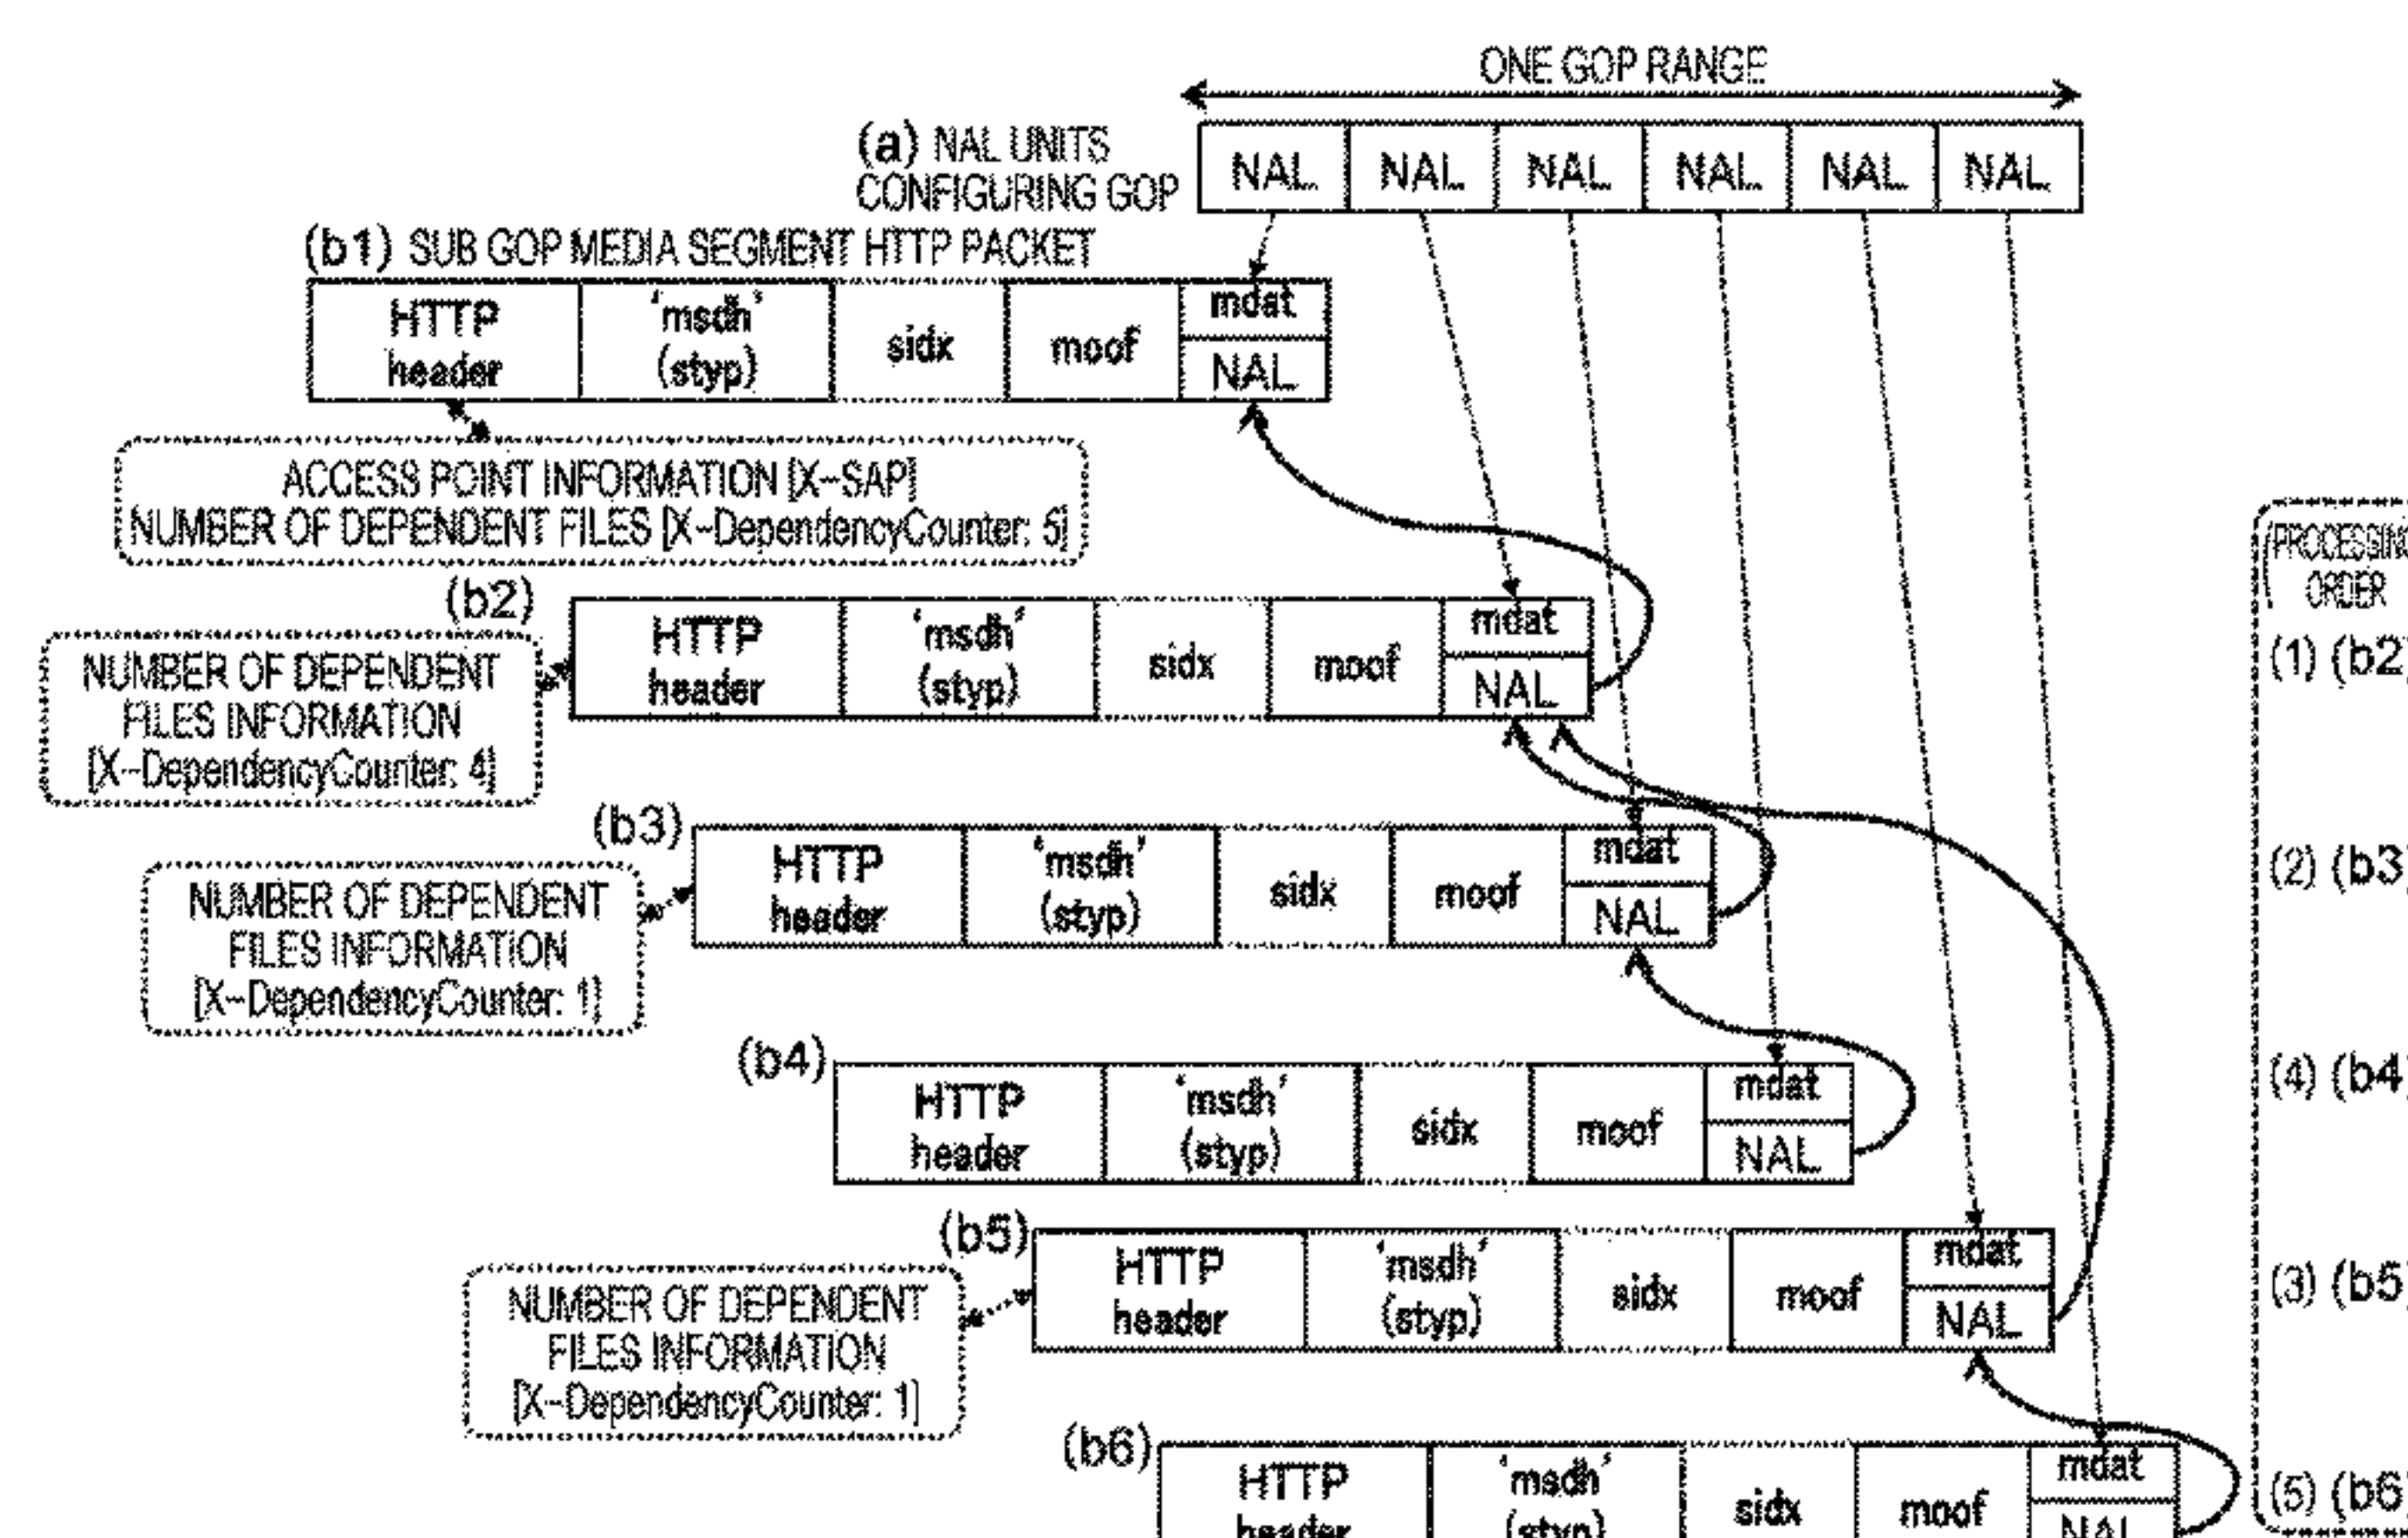 ONE GOP RANGE
(a) NAL UNITS
CONFIGURING GOP
NAL NAL NAL NAL NAL NAL
(b1) SUB GOP MEDIA SEGMENT HTTP PACKET
HTTP header 'msdh' (styp) sidx moof mdat NAL
ACCESS POINT INFORMATION [X-SAP]
NUMBER OF DEPENDENT FILES [X-DependencyCounter: 5]
(b2)
HTTP header 'msdh' (styp) sidx moof mdat NAL
NUMBER OF DEPENDENT
FILES INFORMATION
[X-DependencyCounter: 4]
(b3)
HTTP header 'msdh' (styp) sidx moof mdat NAL
NUMBER OF DEPENDENT
FILES INFORMATION
[X-DependencyCounter: 1]
(b4)
HTTP header 'msdh' (styp) sidx moof mdat NAL
(b5)
HTTP header 'msdh' (styp) sidx moof mdat NAL
NUMBER OF DEPENDENT
FILES INFORMATION
[X-DependencyCounter: 1]
(b6)
HTTP header 'msdh' (styp) sidx moof mdat NAL
PROCESSING
ORDER
(1) (b2)
(2) (b3)
(4) (b4)
(3) (b5)
(5) (b6)